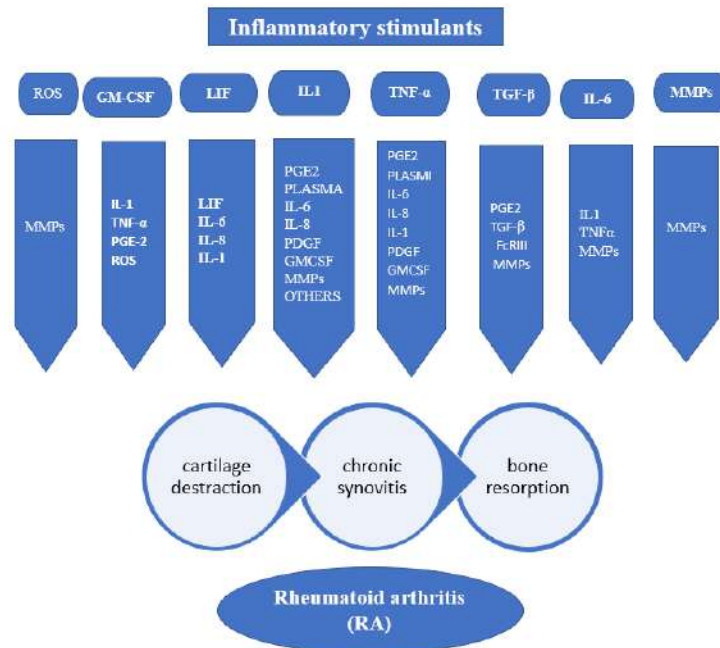 Inflammatory stimulants
ROS
GM-CSF
LIF
IL1
TNF-α
TGF-β
IL-6
MMPs
MMPs
IL-1
TNF-α
PGE-2
ROS
LIF
IL-6
IL-8
IL-1
PGE2
PLASMA
IL-6
IL-8
PDGF
GMCSF
MMPs
OTHERS
PGE2
PLASMI
IL-6
IL-8
IL-1
PDGF
GMCSF
MMPs
PGE2
TGF-β
FcRIII
MMPs
IL1
TNFα
MMPs
MMPs
cartilage
destraction
chronic
synovitis
bone
resorption
Rheumatoid arthritis
(RA)